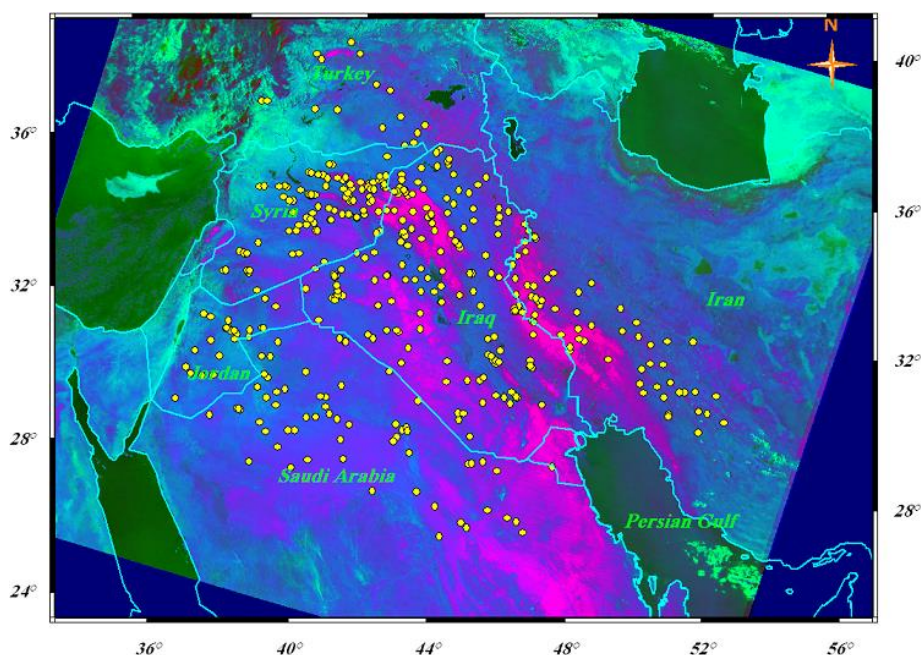 N
Turkey
40°
36°
Syria
36°
32°
Iraq
Iran
Jordan
32°
28°
Saudi Arabia
Persian Gulf
28°
24°
36° 40° 44° 48° 52° 56°